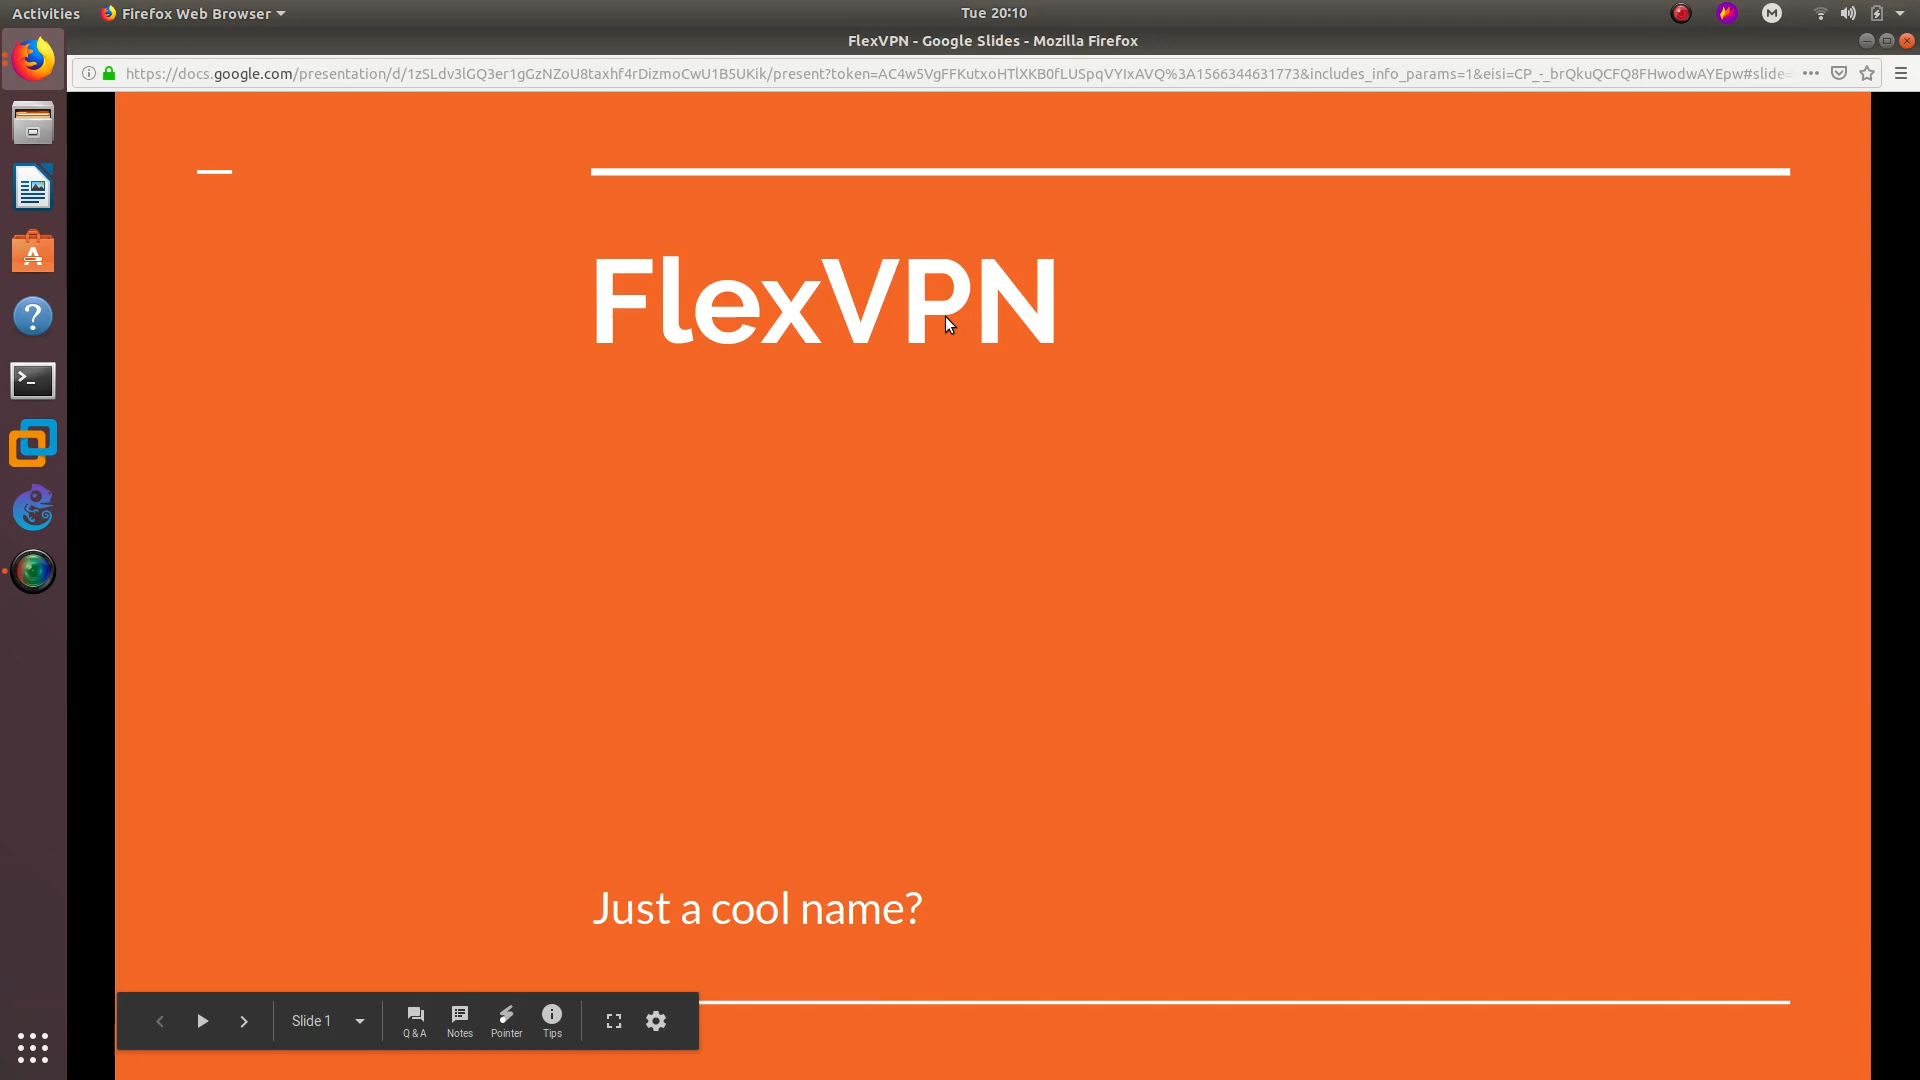 Activities
Firefox Web Browser
Tue 20:10
FlexVPN - Google Slides - Mozilla Firefox
https://docs.google.com/presentation/d/1zSLdv3lGQ3er1gGzNZoU8taxhf4rDizmoCwU1B5UKik/present?token=AC4w5VgFFKutxoHTlXKB0fLUSpqVYIxAVQ%3A1566344631773&includes_info_params=1&eisi=CP_-_brQkuQCFQ8FHwodwAYEpw#slide=
FlexVPN
Just a cool name?
Slide 1
Q & A
Notes
Pointer
Tips